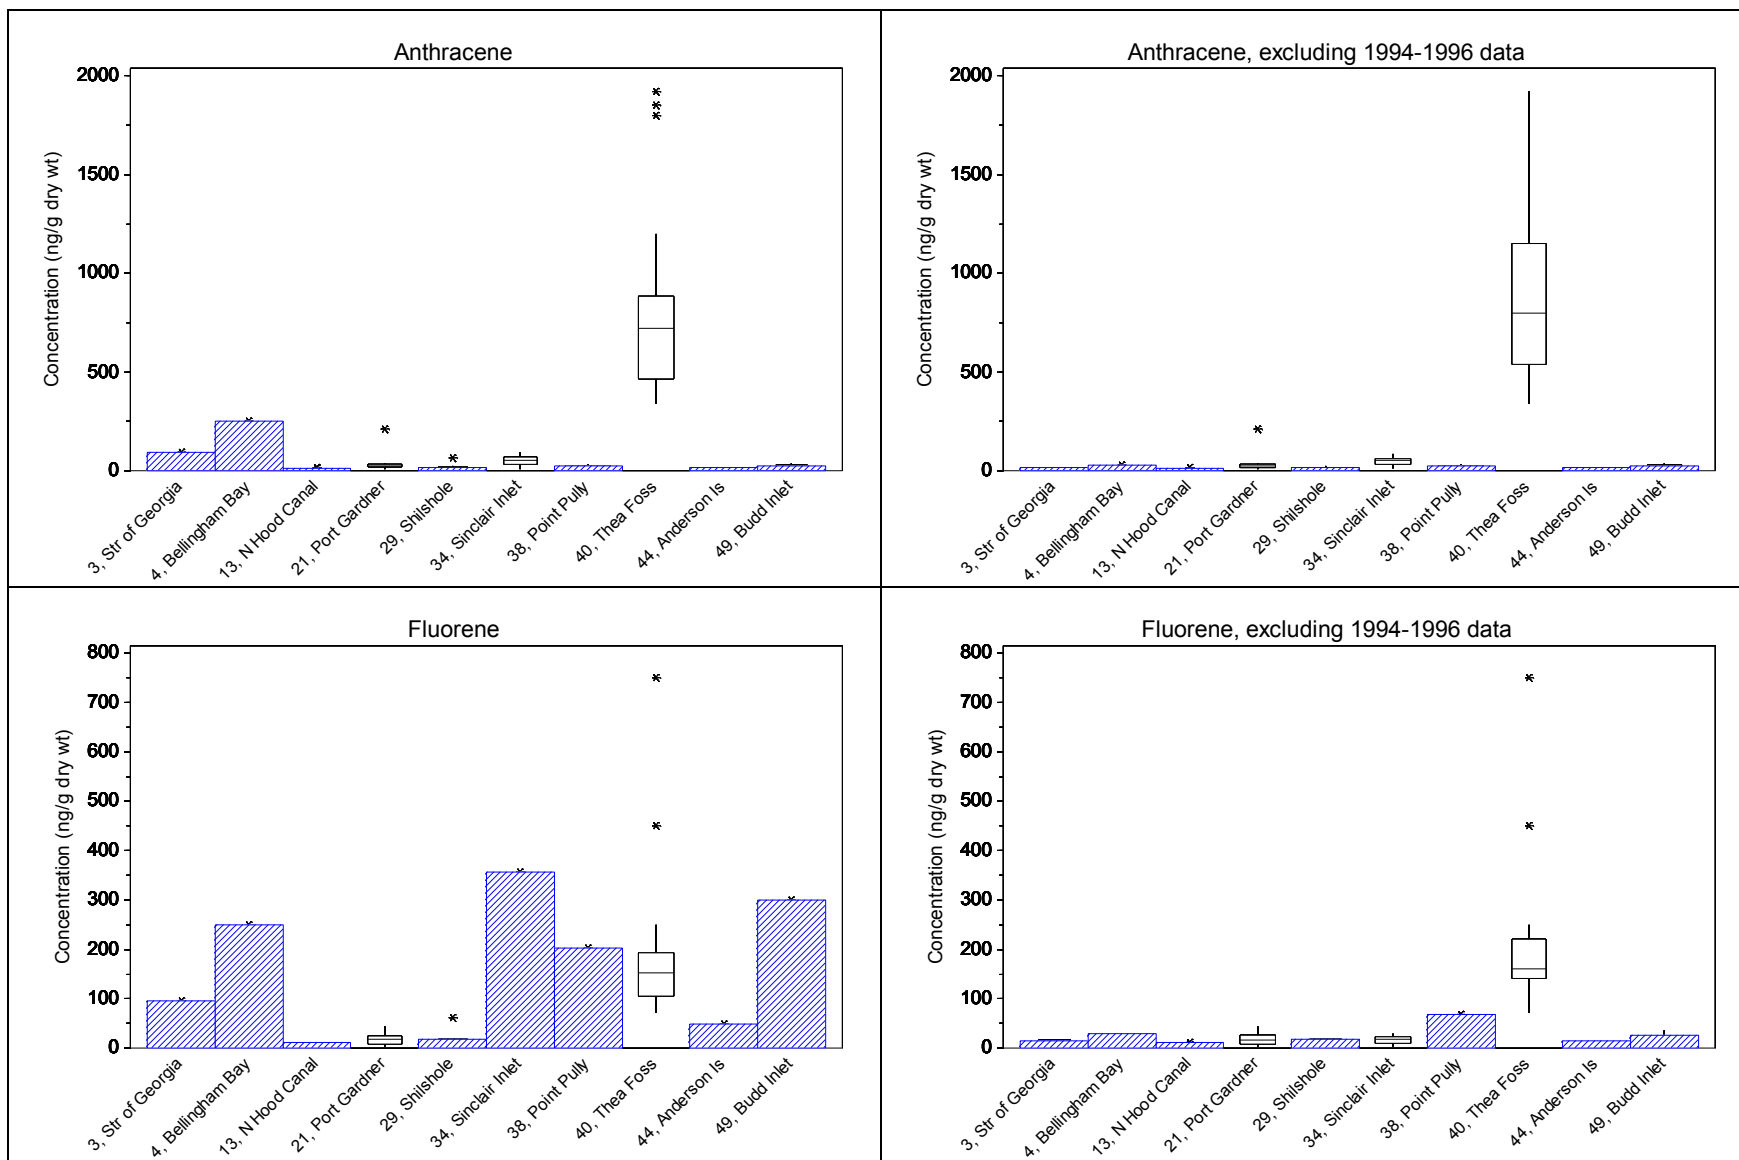 Anthracene
Concentration (ng/g dry wt)
2000
1500
1000
500
0
3, Str of Georgia
4, Bellingham Bay
13, N Hood Canal
21, Port Gardner
29, Shilshole
34, Sinclair Inlet
38, Point Pully
40, Thea Foss
44, Anderson Is
49, Budd Inlet
Anthracene, excluding 1994-1996 data
Concentration (ng/g dry wt)
2000
1500
1000
500
0
3, Str of Georgia
4, Bellingham Bay
13, N Hood Canal
21, Port Gardner
29, Shilshole
34, Sinclair Inlet
38, Point Pully
40, Thea Foss
44, Anderson Is
49, Budd Inlet
Fluorene
Concentration (ng/g dry wt)
800
700
600
500
400
300
200
100
0
3, Str of Georgia
4, Bellingham Bay
13, N Hood Canal
21, Port Gardner
29, Shilshole
34, Sinclair Inlet
38, Point Pully
40, Thea Foss
44, Anderson Is
49, Budd Inlet
Fluorene, excluding 1994-1996 data
Concentration (ng/g dry wt)
800
700
600
500
400
300
200
100
0
3, Str of Georgia
4, Bellingham Bay
13, N Hood Canal
21, Port Gardner
29, Shilshole
34, Sinclair Inlet
38, Point Pully
40, Thea Foss
44, Anderson Is
49, Budd Inlet